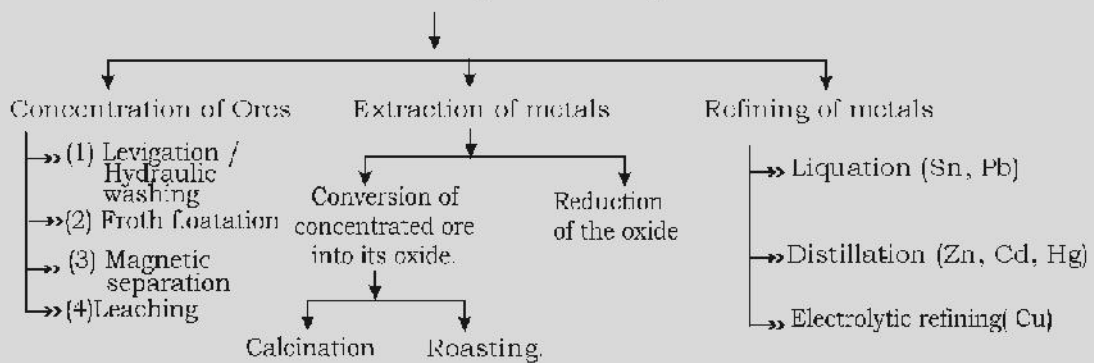 Concentration of Ores
Extraction of metals
Refining of metals
(1) Levigation /
Hydraulic
washing
(2) Froth floatation
(3) Magnetic
separation
(4)Leaching
Conversion of
concentrated ore
into its oxide.
Reduction
of the oxide
Calcination
Roasting.
Liquation (Sn, Pb)
Distillation (Zn, Cd, Hg)
Electrolytic refining( Cu)